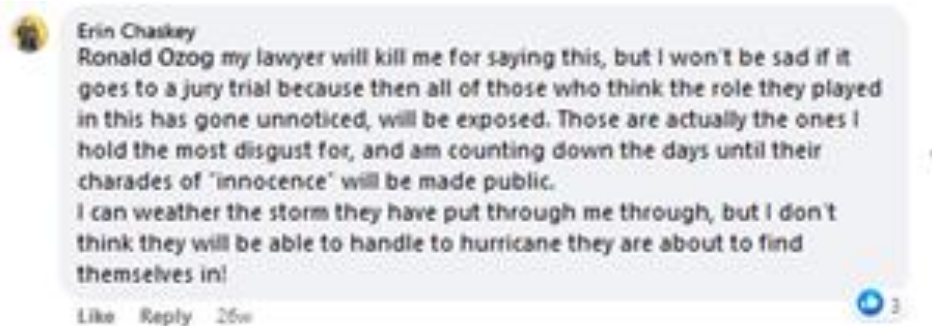 Erin Chaskey
Ronald Ozog my lawyer will kill me for saying this, but I won't be sad if it
goes to a jury trial because then all of those who think the role they played
in this has gone unnoticed, will be exposed. Those are actually the ones I
hold the most disgust for, and am counting down the days until their
charades of "innocence" will be made public.
I can weather the storm they have put through me through, but I don't
think they will be able to handle to hurricane they are about to find
themselves in!
Like Reply 26w
3